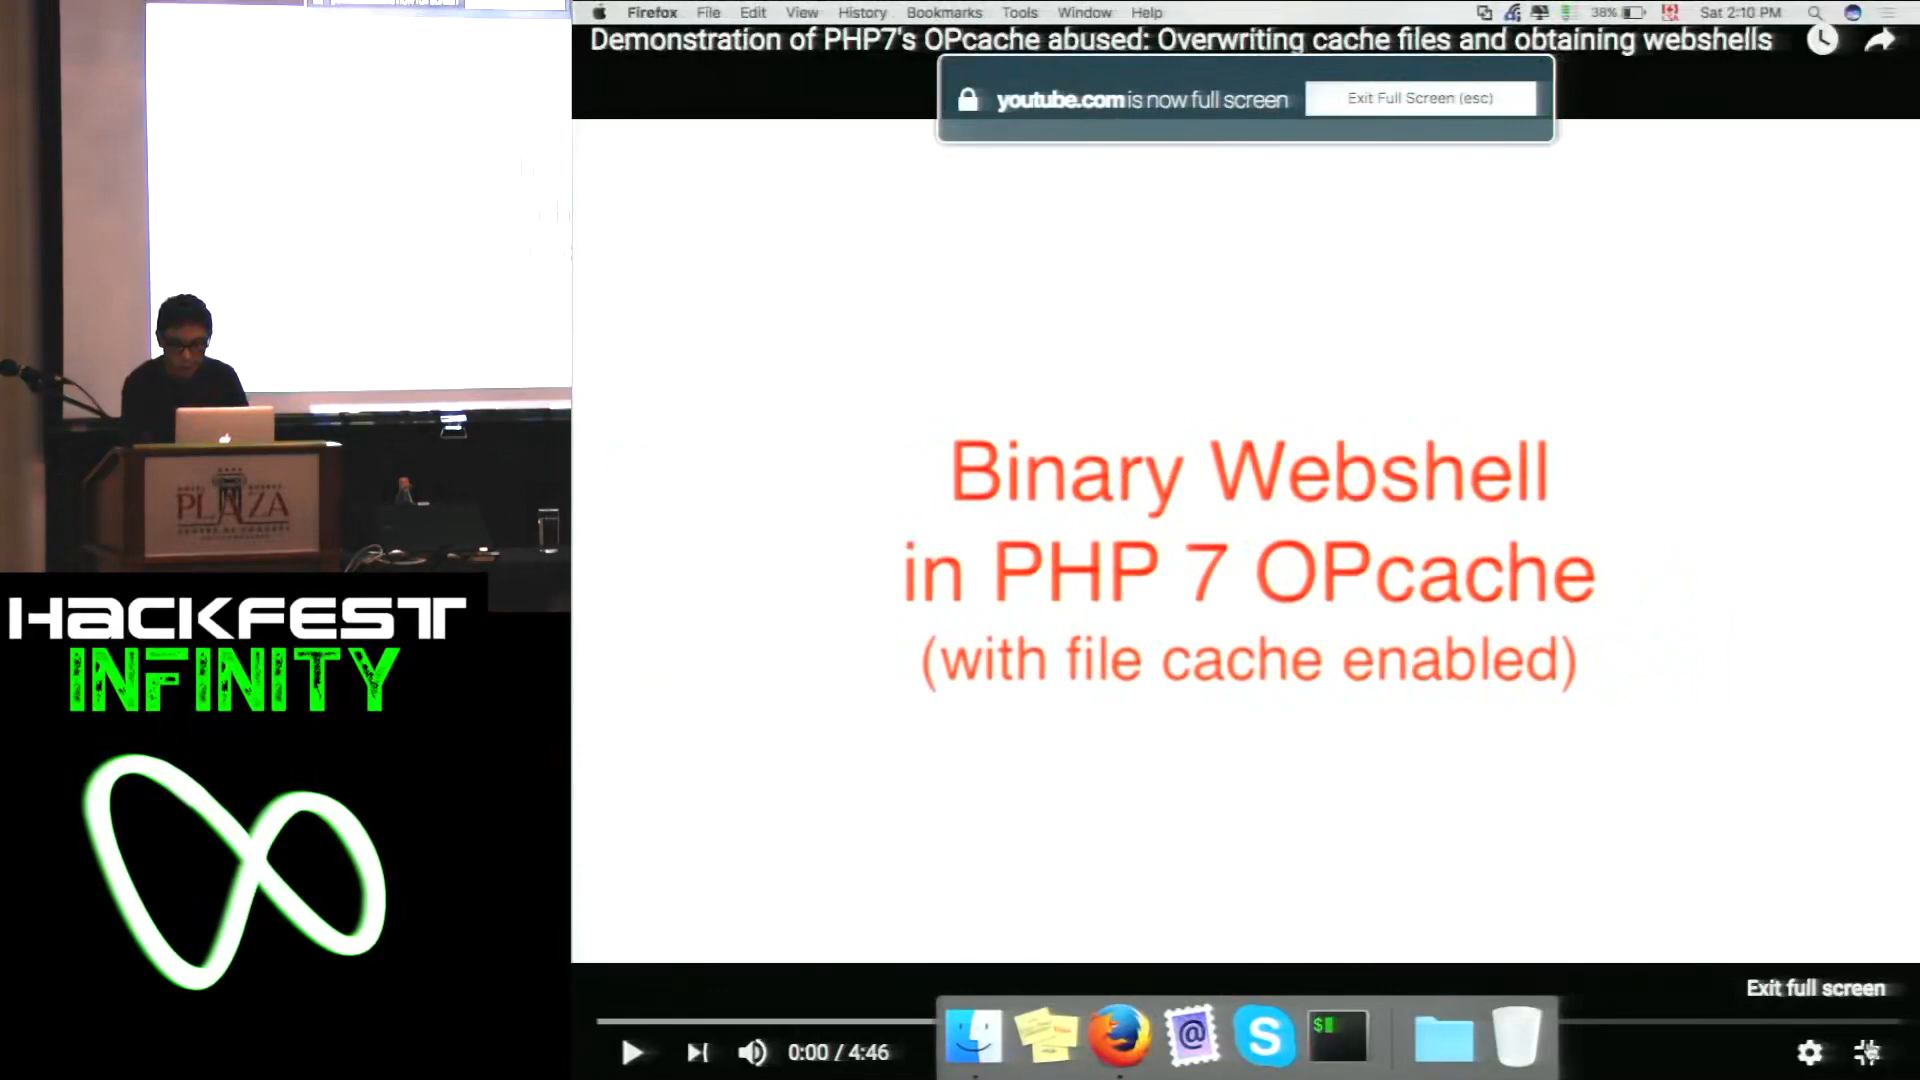 Firefox File Edit View History Bookmarks Tools Window Help 38% Sat 2:10 PM
Demonstration of PHP7's OPcache abused: Overwriting cache files and obtaining webshells
youtube.com is now full screen Exit Full Screen (esc)
Binary Webshell
in PHP 7 OPcache
(with file cache enabled)
PLAZA
HACKFEST
INFINITY
Exit full screen
0:00 / 4:46
@
S
$